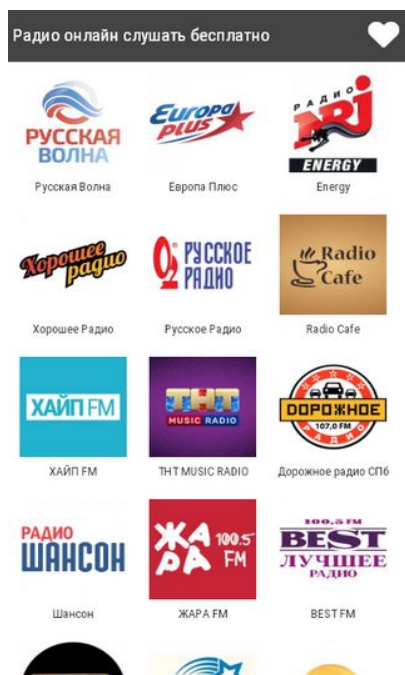 Радио онлайн слушать бесплатно
РУССКАЯ
ВОЛНА
Русская Волна
Europa
PLUS
Европа Плюс
РАДИО
NRJ
ENERGY
Energy
Хорошее
радио
Хорошее Радио
РУССКОЕ
РАДИО
Русское Радио
Radio
Cafe
Radio Cafe
ХАЙП FM
ХАЙП FM
ТНТ
MUSIC RADIO
ТНТ MUSIC RADIO
ДОРОЖНОЕ
107,0 FM
РАДИО
Дорожное радио СПб
РАДИО
ШАНСОН
Шансон
ЖАРА 100.5 FM
ЖАРА FM
100.5 FM
BEST
ЛУЧШЕЕ
РАДИО
BEST FM